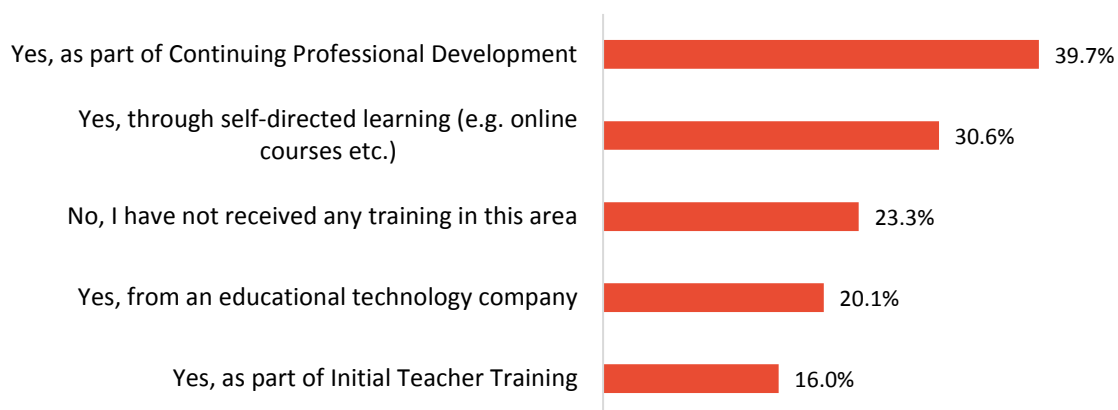 Yes, as part of Continuing Professional Development
39.7%
Yes, through self-directed learning (e.g. online
courses etc.)
30.6%
No, I have not received any training in this area
23.3%
Yes, from an educational technology company
20.1%
Yes, as part of Initial Teacher Training
16.0%